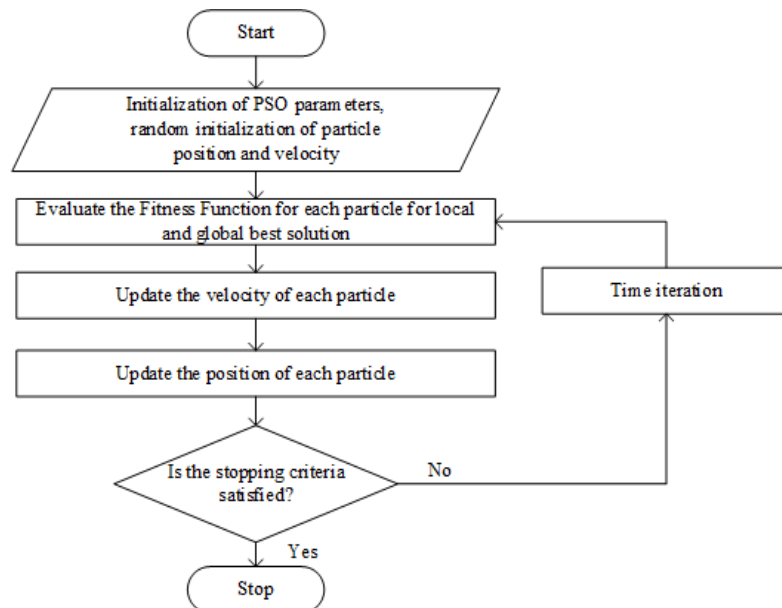 Start
Initialization of PSO parameters,
random initialization of particle
position and velocity
Evaluate the Fitness Function for each particle for local
and global best solution
Update the velocity of each particle
Time iteration
Update the position of each particle
Is the stopping criteria
satisfied?
No
Yes
Stop